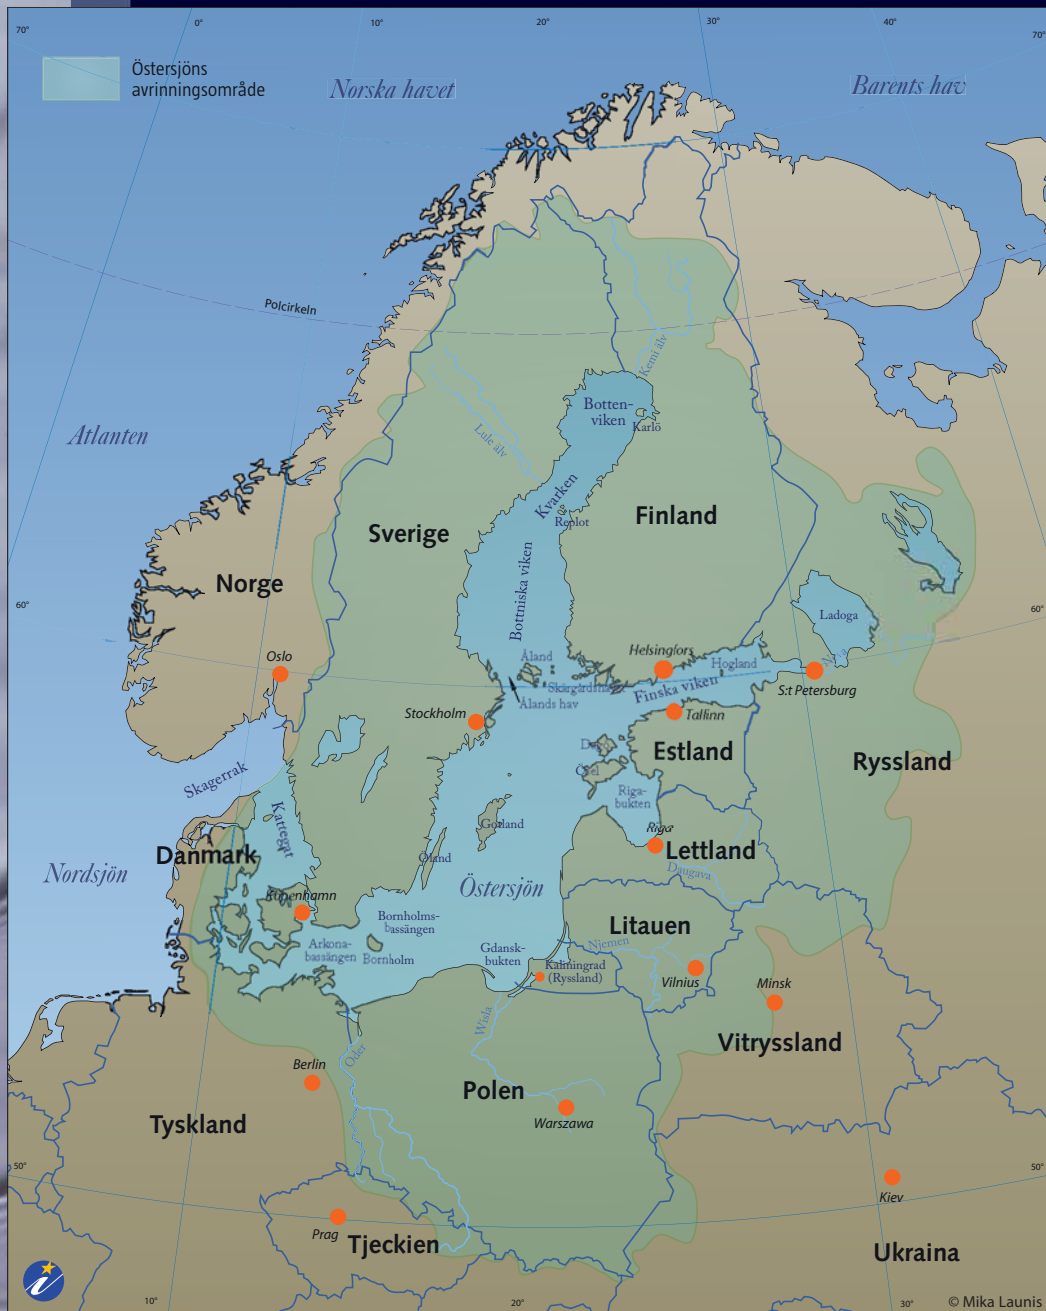 70°
0°
10°
20°
30°
40°
70°
Östersjöns
avrinningsområde
Norska havet
Barents hav
Polcirkeln
Kemi älv
Atlanten
Botten-
viken
Karlö
Lule älv
Kvarken
Replot
Sverige
Finland
Norge
Bottniska viken
60°
60°
Ladoga
Oslo
Helsingfors
Hogland
Neva
Åland
Skärgårdshavet
Finska viken
S:t Petersburg
Ålands hav
Stockholm
Tallinn
Estland
Ryssland
Dagö
Ösel
Skagerrak
Riga-
bukten
Kattegat
Gotland
Riga
Lettland
Danmark
Öland
Daugava
Nordsjön
Östersjön
Köpenhamn
Bornholms-
bassängen
Litauen
Arkona-
bassängen
Bornholm
Gdansk-
bukten
Njemen
Kaliningrad
(Ryssland)
Vilnius
Minsk
Wisla
Vitryssland
Oder
Berlin
Polen
Tyskland
Warszawa
50°
50°
Kiev
Prag
Tjeckien
Ukraina
i
10°
20°
30°
© Mika Launis